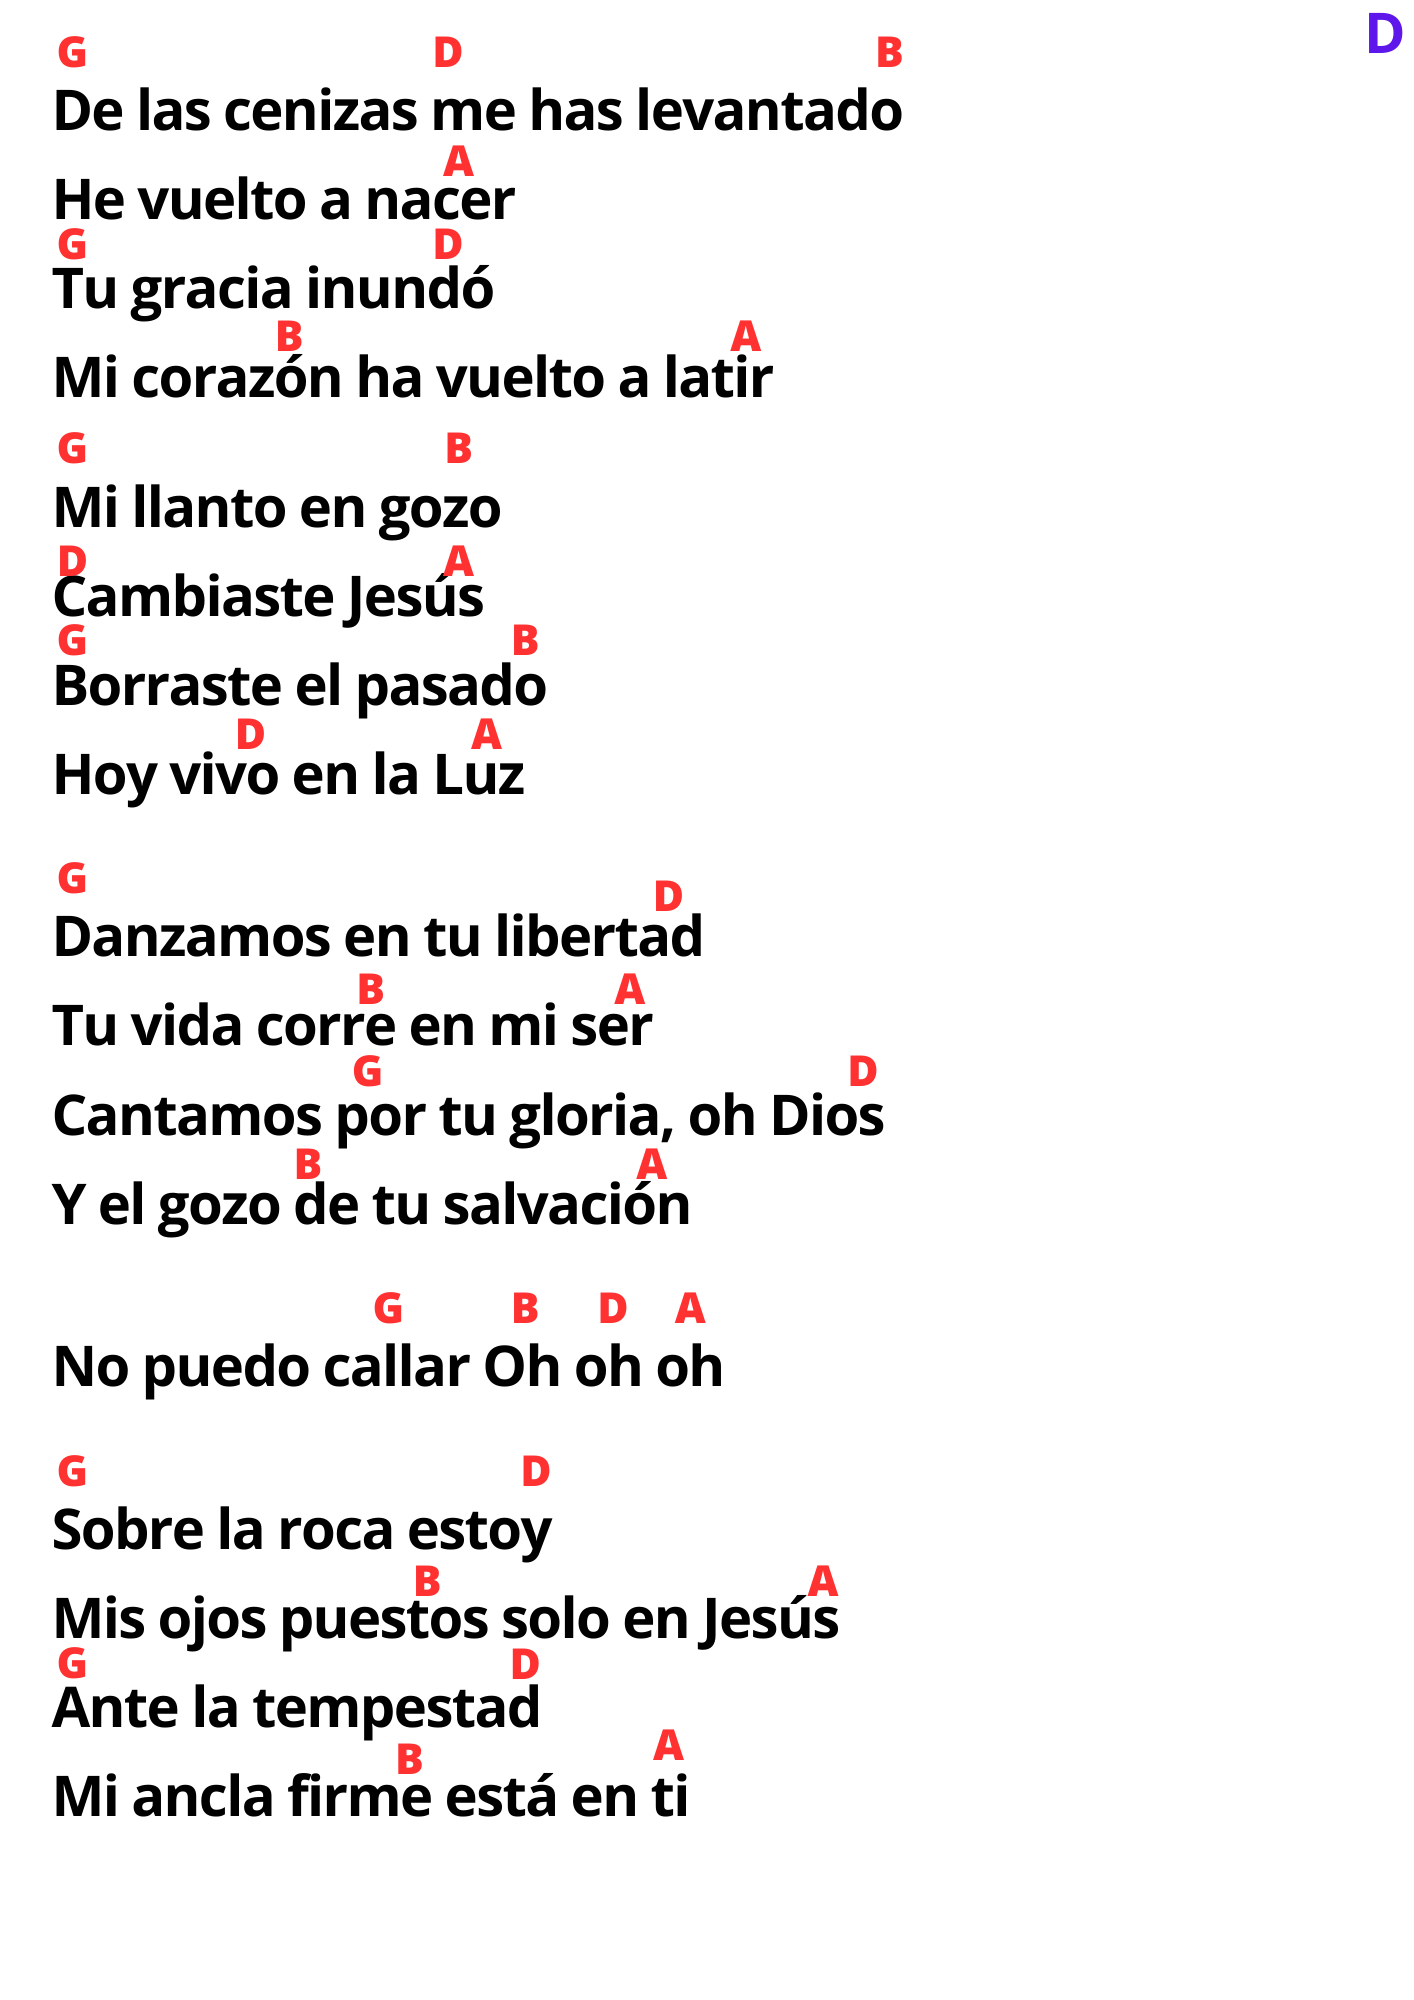 D
G D B
De las cenizas me has levantado
A
He vuelto a nacer
G D
Tu gracia inundó
B A
Mi corazón ha vuelto a latir
G B
Mi llanto en gozo
D A
Cambiaste Jesús
G B
Borraste el pasado
D A
Hoy vivo en la Luz
G D
Danzamos en tu libertad
B A
Tu vida corre en mi ser
G D
Cantamos por tu gloria, oh Dios
B A
Y el gozo de tu salvación
G B D A
No puedo callar Oh oh oh
G D
Sobre la roca estoy
B A
Mis ojos puestos solo en Jesús
G D
Ante la tempestad
B A
Mi ancla firme está en ti